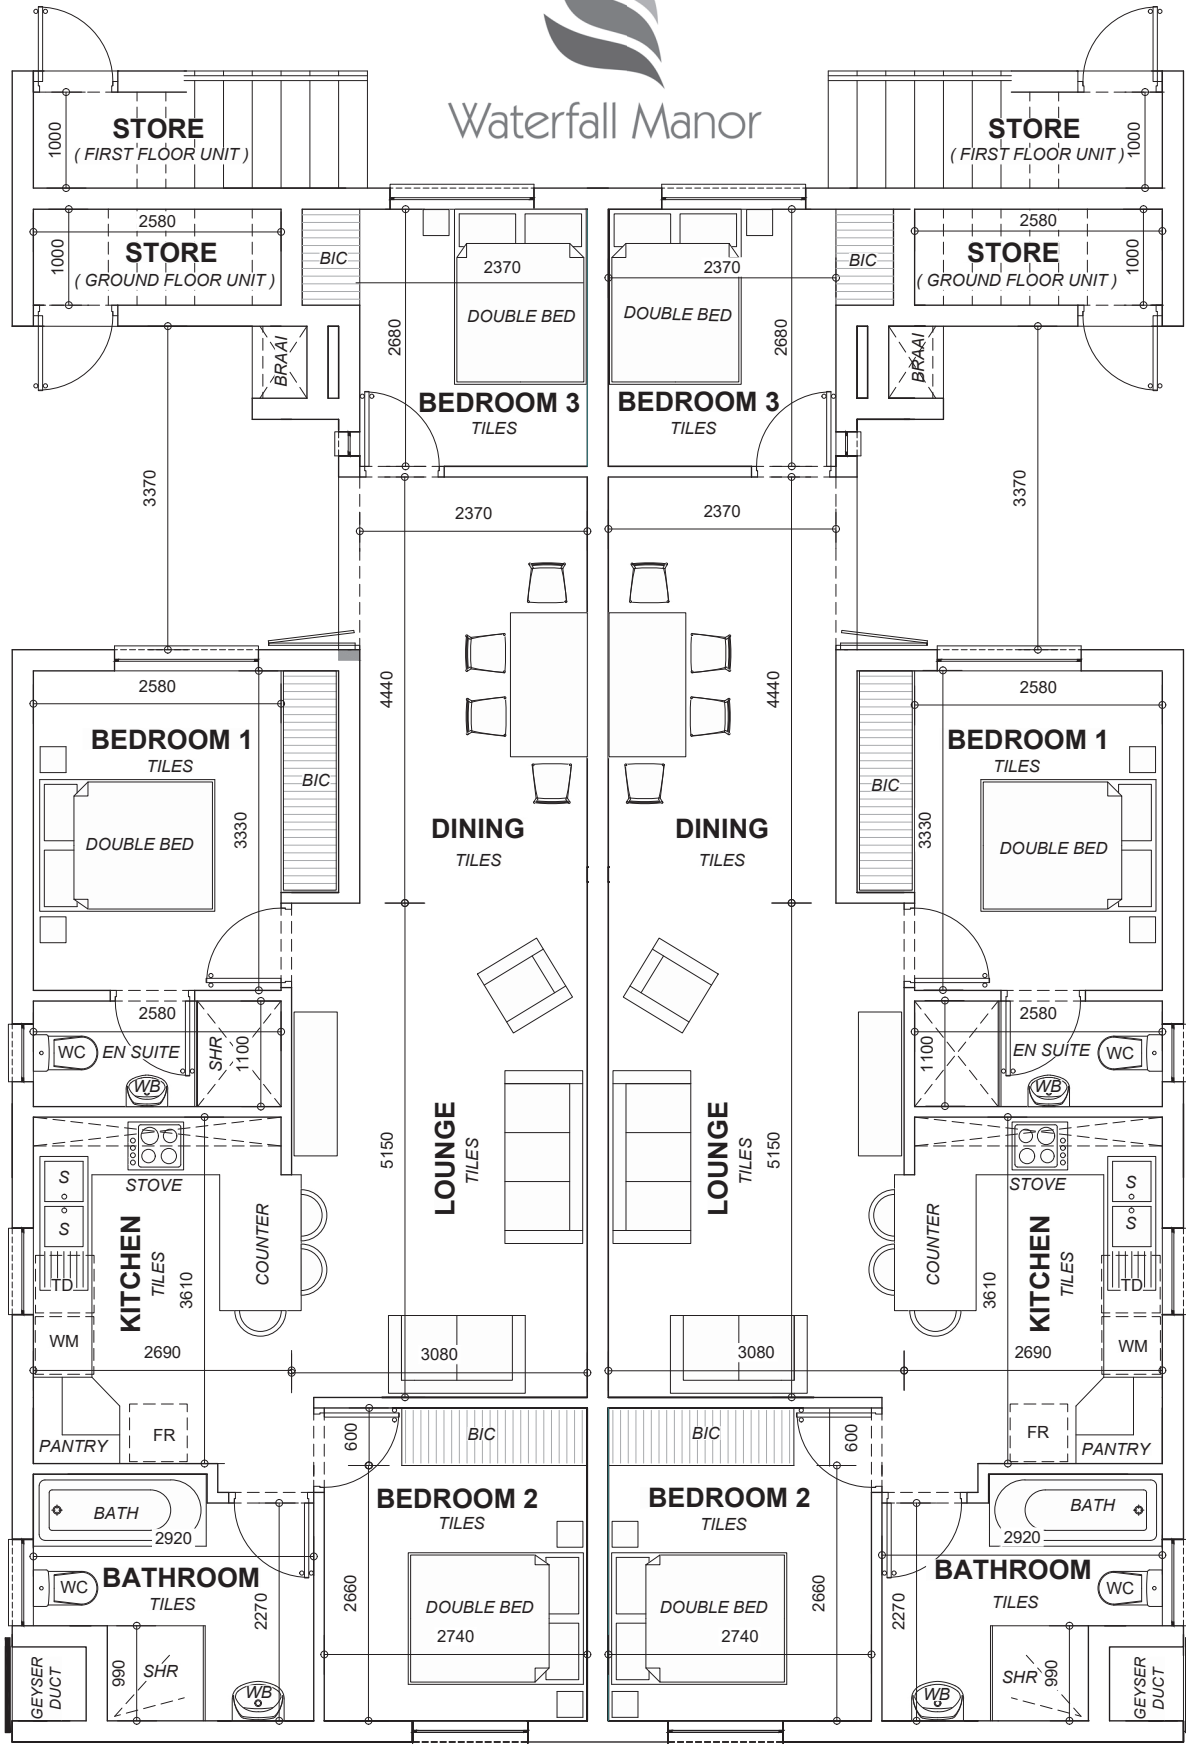 Waterfall Manor
STORE
( FIRST FLOOR UNIT )
1000
STORE
( FIRST FLOOR UNIT )
1000
2580
STORE
( GROUND FLOOR UNIT )
1000
BIC
2370
DOUBLE BED
2680
BRAAI
BEDROOM 3
TILES
2370
DOUBLE BED
2680
BIC
BRAAI
BEDROOM 3
TILES
2580
STORE
( GROUND FLOOR UNIT )
1000
3370
2370
2370
3370
2580
BEDROOM 1
TILES
DOUBLE BED
3330
BIC
4440
DINING
TILES
4440
DINING
TILES
BIC
2580
BEDROOM 1
TILES
3330
DOUBLE BED
2580
WC
EN SUITE
SHR
1100
WB
2580
1100
EN SUITE
WC
WB
5150
LOUNGE
TILES
LOUNGE
TILES
5150
STOVE
S
S
TD
WM
KITCHEN
TILES
3610
COUNTER
2690
PANTRY
FR
3080
3080
STOVE
S
S
TD
WM
COUNTER
3610
KITCHEN
TILES
2690
FR
PANTRY
600
BIC
BEDROOM 2
TILES
2660
DOUBLE BED
2740
BIC
600
BEDROOM 2
TILES
DOUBLE BED
2740
2660
BATH
2920
BATHROOM
TILES
WC
2270
990
SHR
WB
GEYSER
DUCT
BATH
2920
BATHROOM
TILES
WC
2270
SHR
990
WB
GEYSER
DUCT